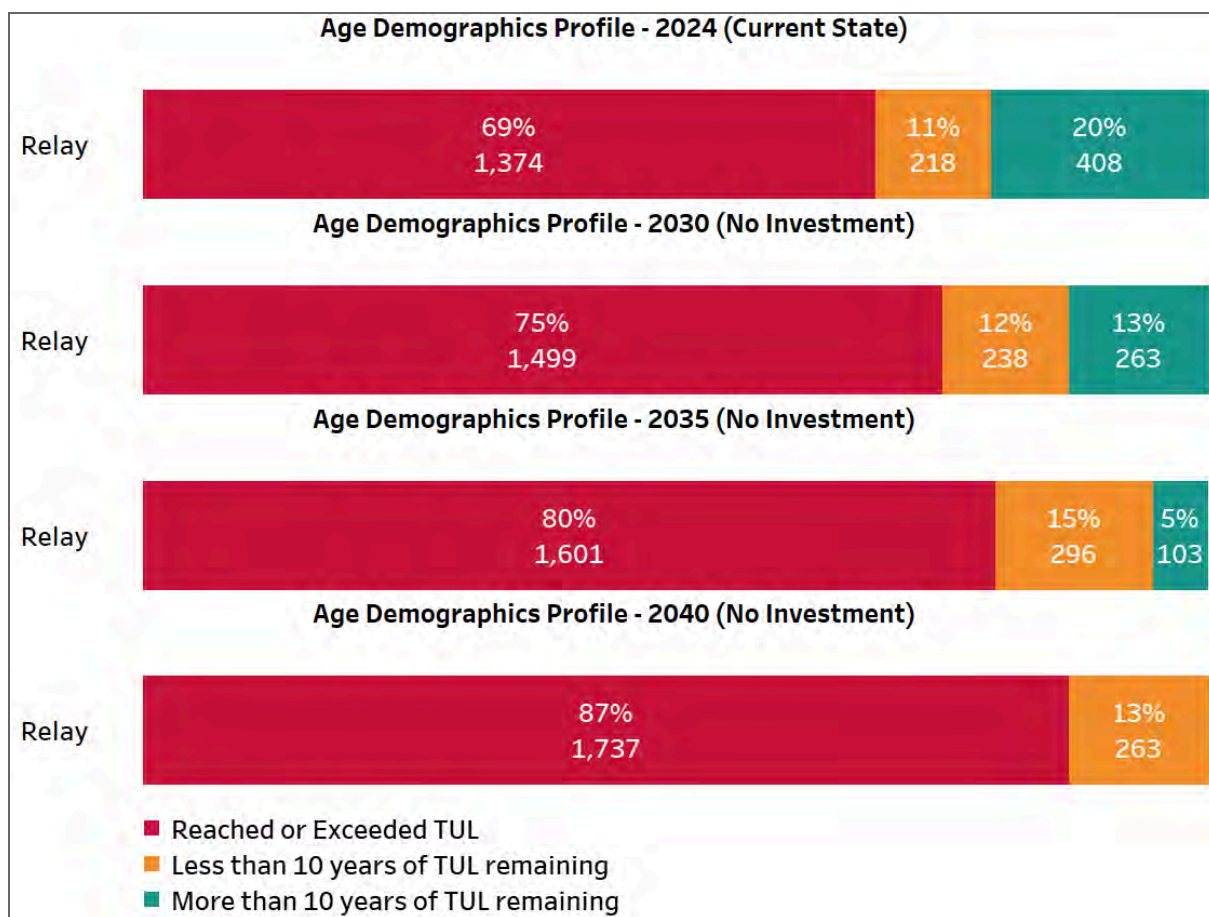 Age Demographics Profile - 2024 (Current State)
Relay
69%
1,374
11%
218
20%
408
Age Demographics Profile - 2030 (No Investment)
Relay
75%
1,499
12%
238
13%
263
Age Demographics Profile - 2035 (No Investment)
Relay
80%
1,601
15%
296
5%
103
Age Demographics Profile - 2040 (No Investment)
Relay
87%
1,737
13%
263
Reached or Exceeded TUL
Less than 10 years of TUL remaining
More than 10 years of TUL remaining